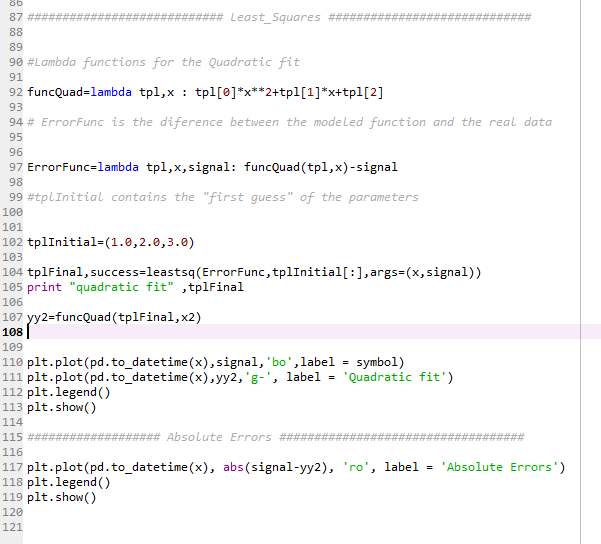 86
87 ############################ Least_Squares #############################
88
89
90 #Lambda functions for the Quadratic fit
91
92 funcQuad=lambda tpl,x : tpl[0]*x**2+tpl[1]*x+tpl[2]
93
94 # ErrorFunc is the diference between the modeled function and the real data
95
96
97 ErrorFunc=lambda tpl,x,signal: funcQuad(tpl,x)-signal
98
99 #tplInitial contains the "first guess" of the parameters
100
101
102 tplInitial=(1.0,2.0,3.0)
103
104 tplFinal,success=leastsq(ErrorFunc,tplInitial[:],args=(x,signal))
105 print "quadratic fit" ,tplFinal
106
107 yy2=funcQuad(tplFinal,x2)
108
109
110 plt.plot(pd.to_datetime(x),signal,'bo',label = symbol)
111 plt.plot(pd.to_datetime(x),yy2,'g-', label = 'Quadratic fit')
112 plt.legend()
113 plt.show()
114
115 ################### Absolute Errors ###################################
116
117 plt.plot(pd.to_datetime(x), abs(signal-yy2), 'ro', label = 'Absolute Errors')
118 plt.legend()
119 plt.show()
120
121